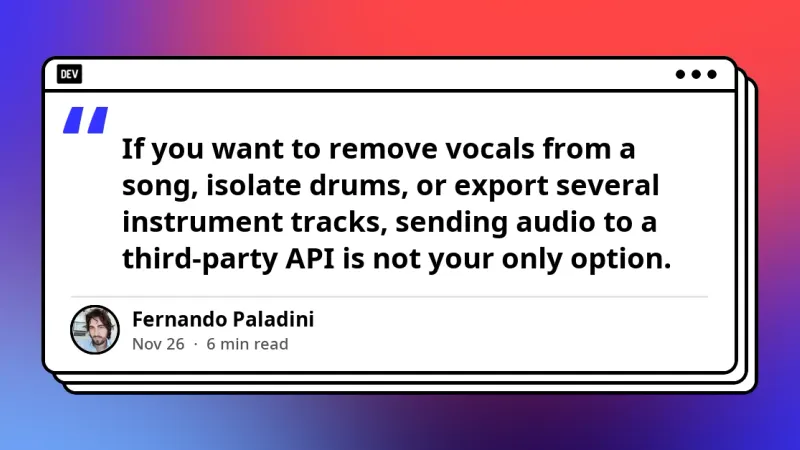 DEV
“
If you want to remove vocals from a
song, isolate drums, or export several
instrument tracks, sending audio to a
third-party API is not your only option.
Fernando Paladini
Nov 26 · 6 min read